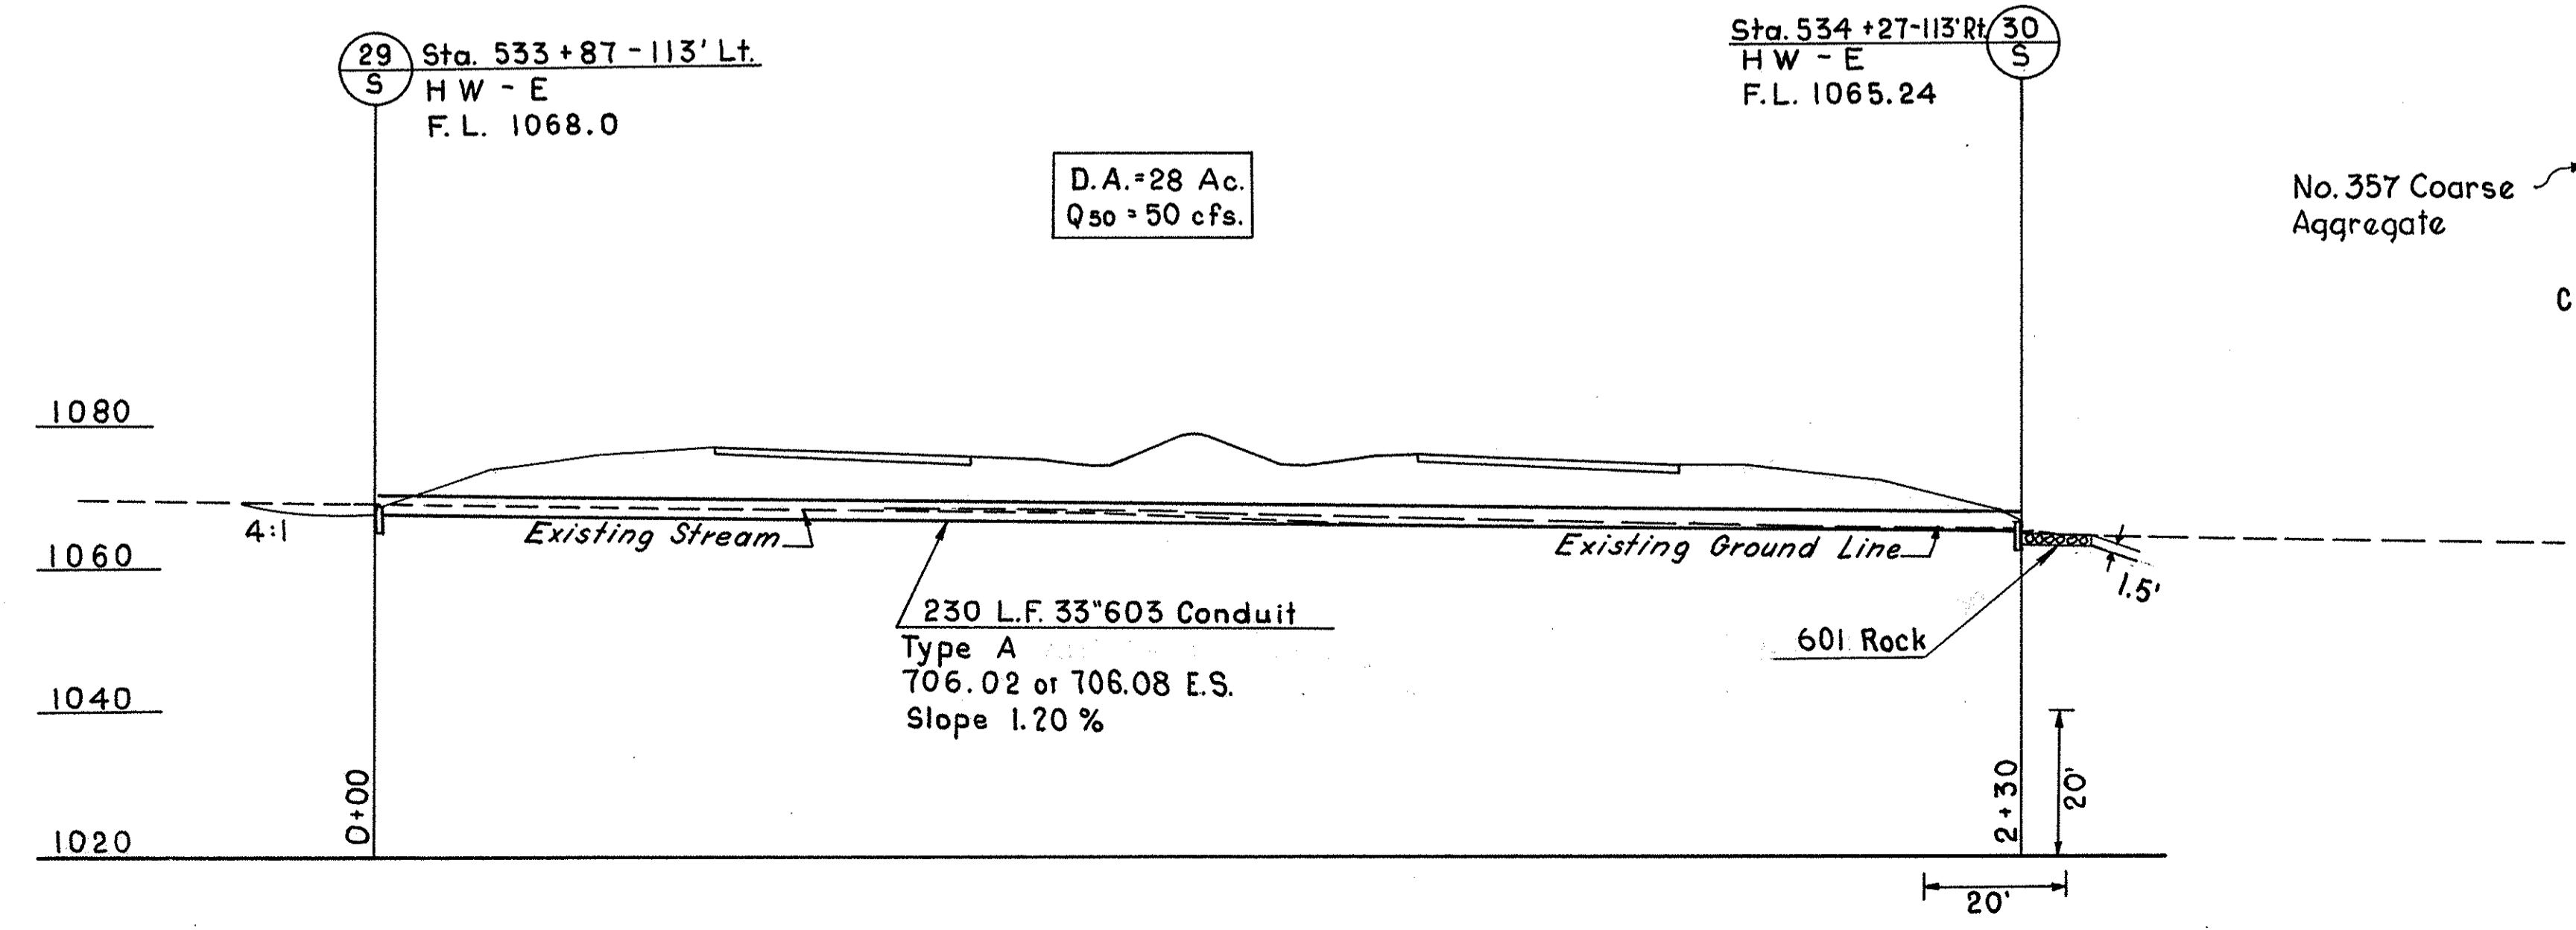 29
S
Sta. 533+87-113' Lt.
HW-E
F.L. 1068.0
Sta. 534+27-113' Rt.
30
S
HW-E
F.L. 1065.24
D.A.=28 Ac.
Q50=50 cfs.
No. 357 Coarse
Aggregate
C
1080
4:1
Existing Stream
Existing Ground Line
1060
1.5'
230 L.F. 33" 603 Conduit
Type A
706.02 or 706.08 E.S.
Slope 1.20%
601 Rock
1040
0+00
2+30
20'
1020
20'